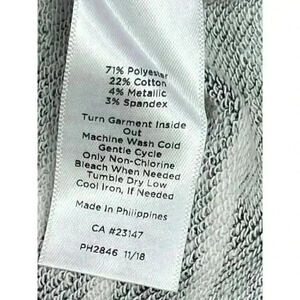 71% Polyester
22% Cotton
4% Metallic
3% Spandex
Turn Garment Inside
Out
Machine Wash Cold
Gentle Cycle
Only Non-Chlorine
Bleach When Needed
Tumble Dry Low
Cool Iron, If Needed
Made In Philippines
CA #23147
PH2846 11/18